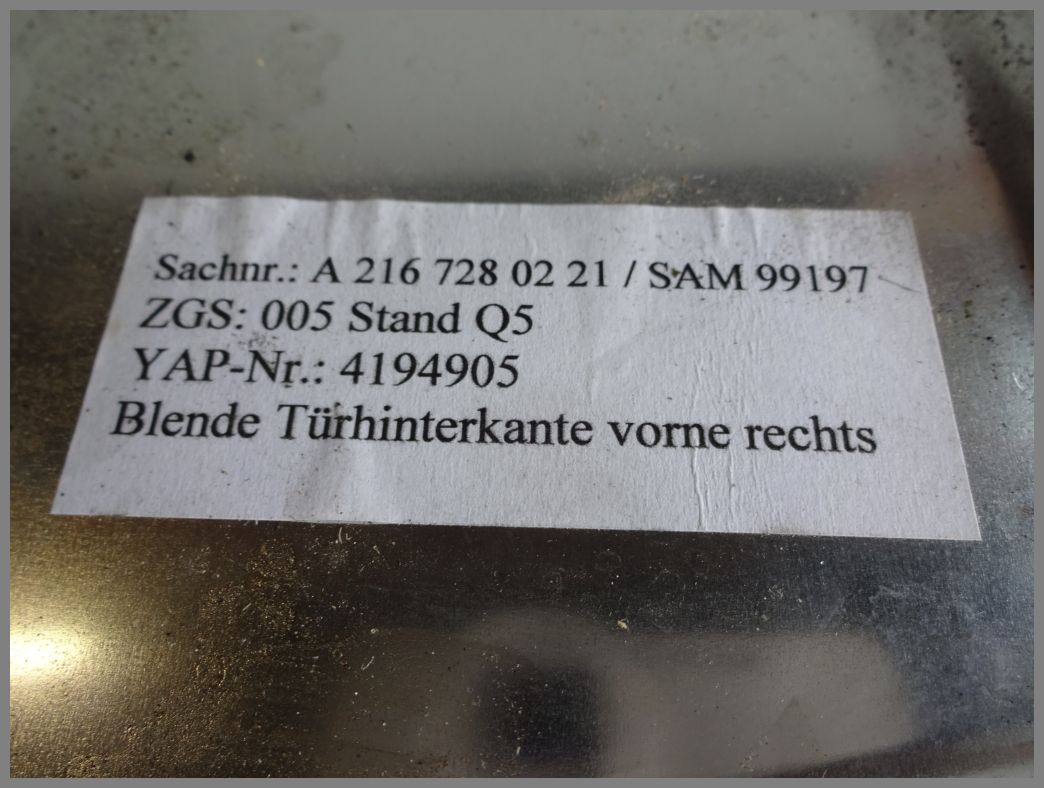 Sachnr.: A 216 728 02 21 / SAM 99197
ZGS: 005 Stand Q5
YAP-Nr.: 4194905
Blende Türhinterkante vorne rechts